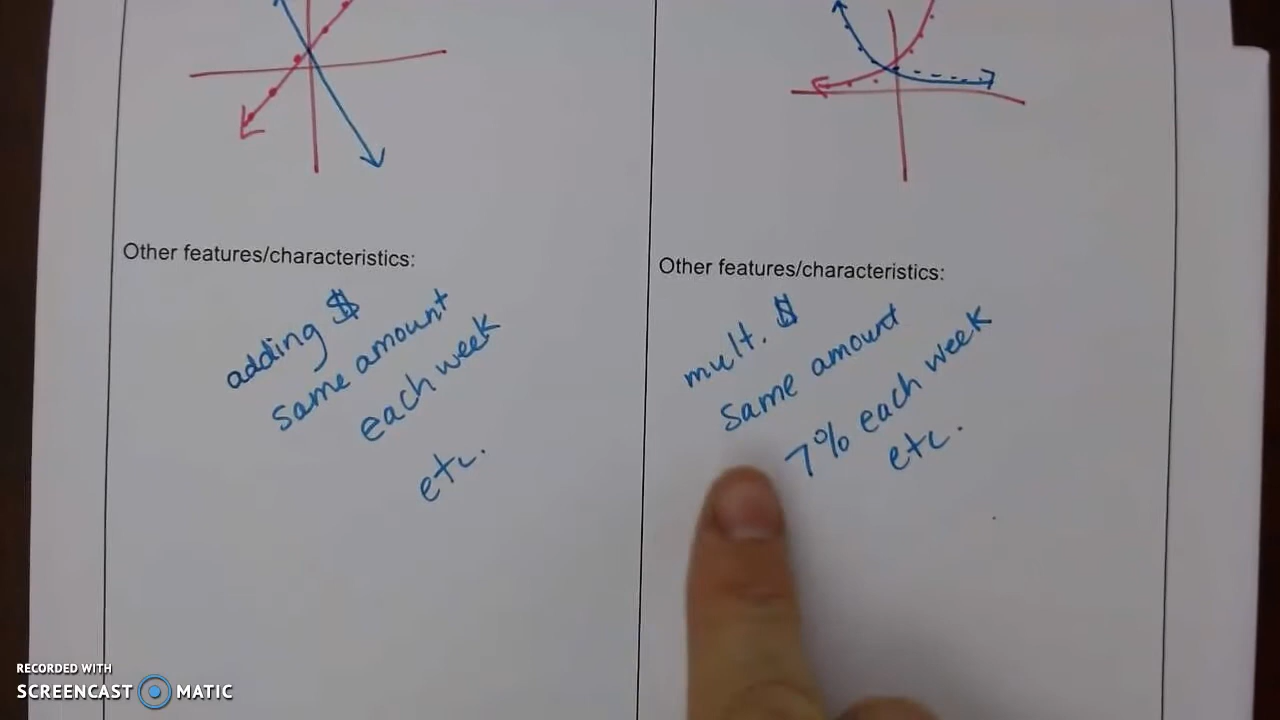 Other features/characteristics:
adding $
same amount
each week
etc.
Other features/characteristics:
mult. $
same amount
7% each week
etc.
RECORDED WITH
SCREENCAST MATIC